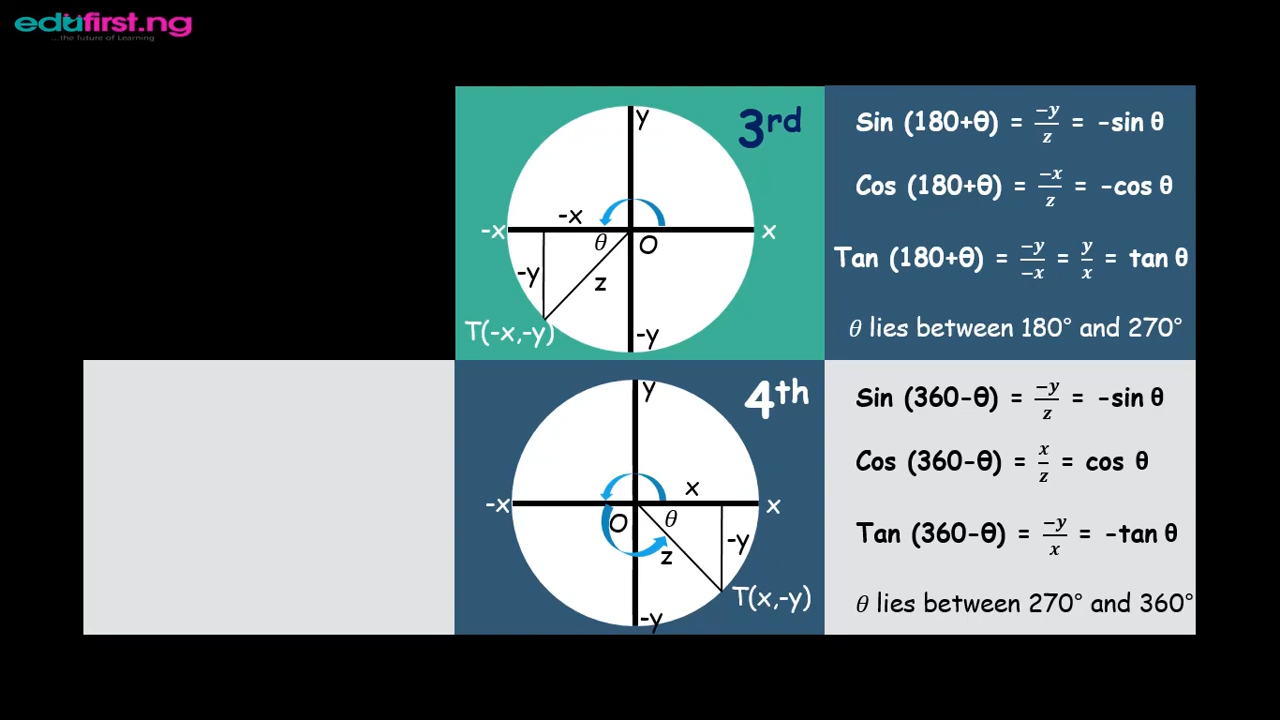 edufirst.ng
...the future of Learning
3rd
y
-x
-x
x
θ
O
-y
z
T(-x,-y)
-y
Sin (180+θ) = -y/z = -sin θ
Cos (180+θ) = -x/z = -cos θ
Tan (180+θ) = -y/-x = y/x = tan θ
θ lies between 180° and 270°
4th
y
x
-x
x
O
θ
-y
z
T(x,-y)
-y
Sin (360-θ) = -y/z = -sin θ
Cos (360-θ) = x/z = cos θ
Tan (360-θ) = -y/x = -tan θ
θ lies between 270° and 360°